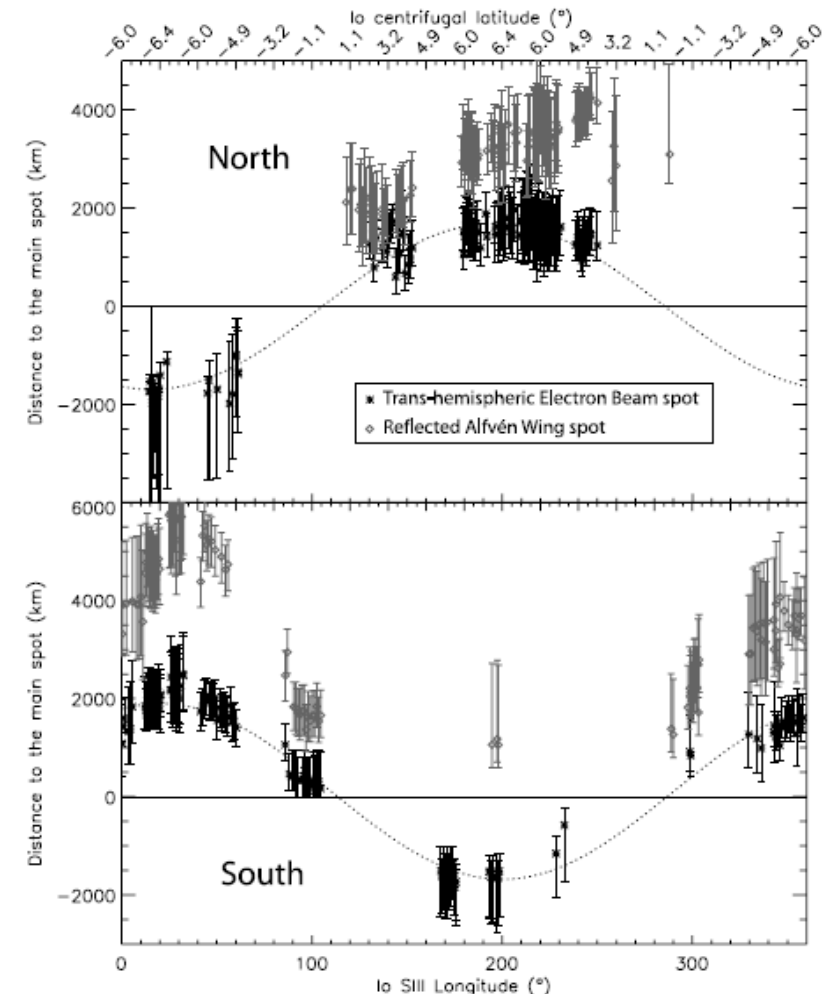 Io centrifugal latitude (°)
-6.0 -6.4 -6.0 -4.9 -3.2 -1.1 1.1 3.2 4.9 6.0 6.4 6.0 4.9 3.2 1.1 -1.1 -3.2 -4.9 -6.0
4000
North
2000
0
-2000
Distance to the main spot (km)
Trans-hemispheric Electron Beam spot
Reflected Alfvén Wing spot
6000
4000
2000
0
-2000
Distance to the main spot (km)
South
0 100 200 300
Io SIII Longitude (°)